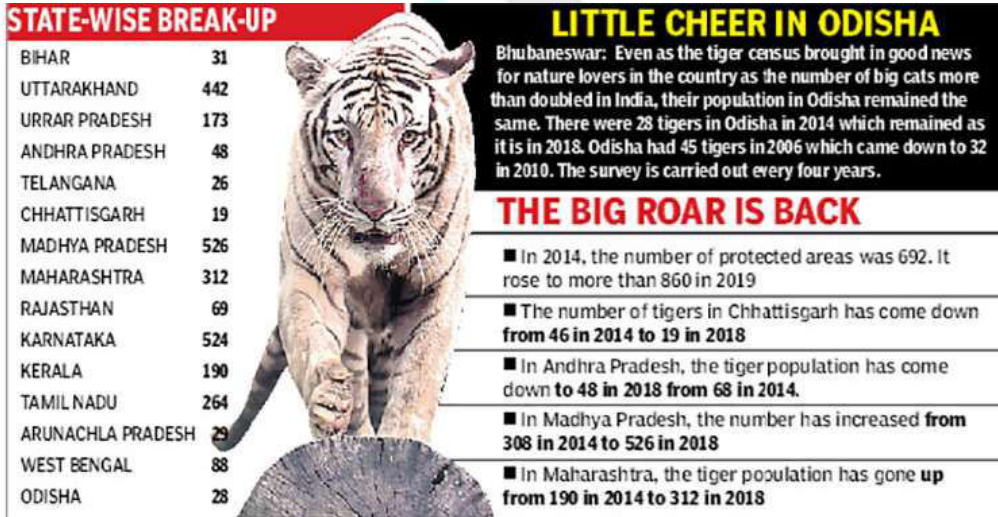 STATE-WISE BREAK-UP
BIHAR 31
UTTARAKHAND 442
URRAR PRADESH 173
ANDHRA PRADESH 48
TELANGANA 26
CHHATTISGARH 19
MADHYA PRADESH 526
MAHARASHTRA 312
RAJASTHAN 69
KARNATAKA 524
KERALA 190
TAMIL NADU 264
ARUNACHLA PRADESH 29
WEST BENGAL 88
ODISHA 28
LITTLE CHEER IN ODISHA
Bhubaneswar: Even as the tiger census brought in good news
for nature lovers in the country as the number of big cats more
than doubled in India, their population in Odisha remained the
same. There were 28 tigers in Odisha in 2014 which remained as
it is in 2018. Odisha had 45 tigers in 2006 which came down to 32
in 2010. The survey is carried out every four years.
THE BIG ROAR IS BACK
■ In 2014, the number of protected areas was 692. It
rose to more than 860 in 2019
■ The number of tigers in Chhattisgarh has come down
from 46 in 2014 to 19 in 2018
■ In Andhra Pradesh, the tiger population has come
down to 48 in 2018 from 68 in 2014.
■ In Madhya Pradesh, the number has increased from
308 in 2014 to 526 in 2018
■ In Maharashtra, the tiger population has gone up
from 190 in 2014 to 312 in 2018